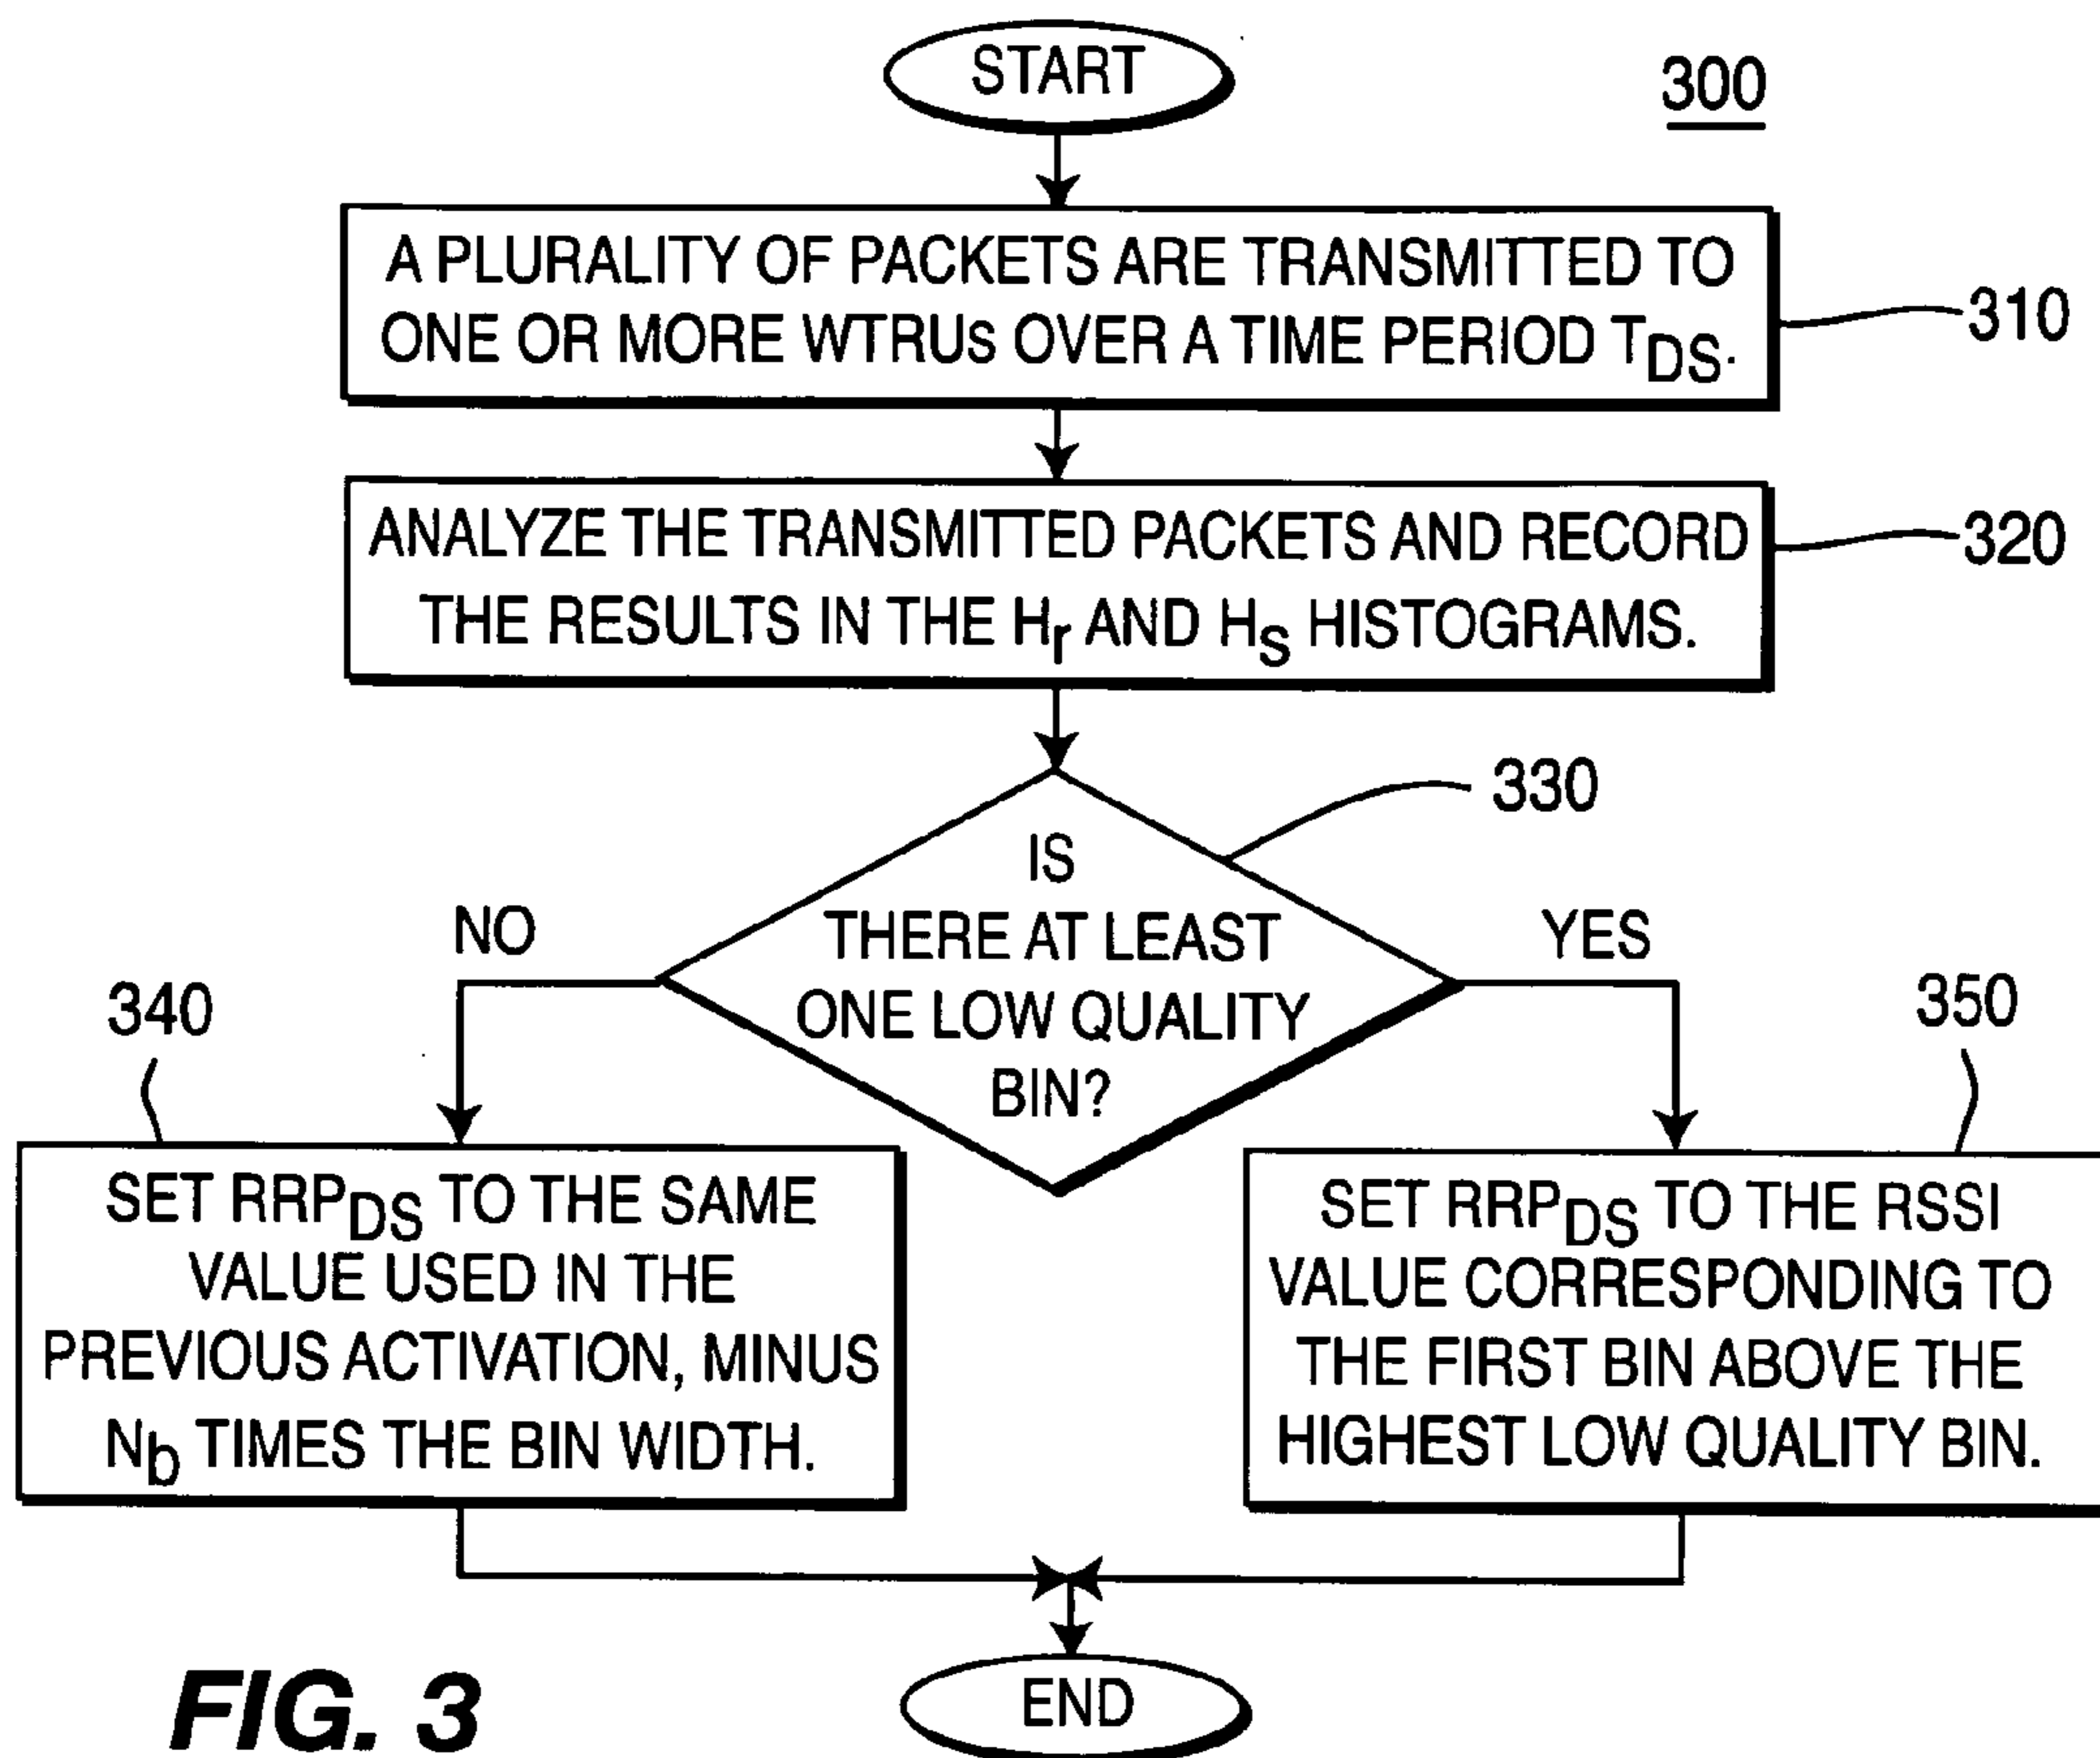 START
300
A PLURALITY OF PACKETS ARE TRANSMITTED TO
ONE OR MORE WTRUs OVER A TIME PERIOD TDS.
310
ANALYZE THE TRANSMITTED PACKETS AND RECORD
THE RESULTS IN THE Hr AND Hs HISTOGRAMS.
320
330
IS
THERE AT LEAST
ONE LOW QUALITY
BIN?
NO
YES
340
SET RRPDS TO THE SAME
VALUE USED IN THE
PREVIOUS ACTIVATION, MINUS
Nb TIMES THE BIN WIDTH.
350
SET RRPDS TO THE RSSI
VALUE CORRESPONDING TO
THE FIRST BIN ABOVE THE
HIGHEST LOW QUALITY BIN.
END
FIG. 3